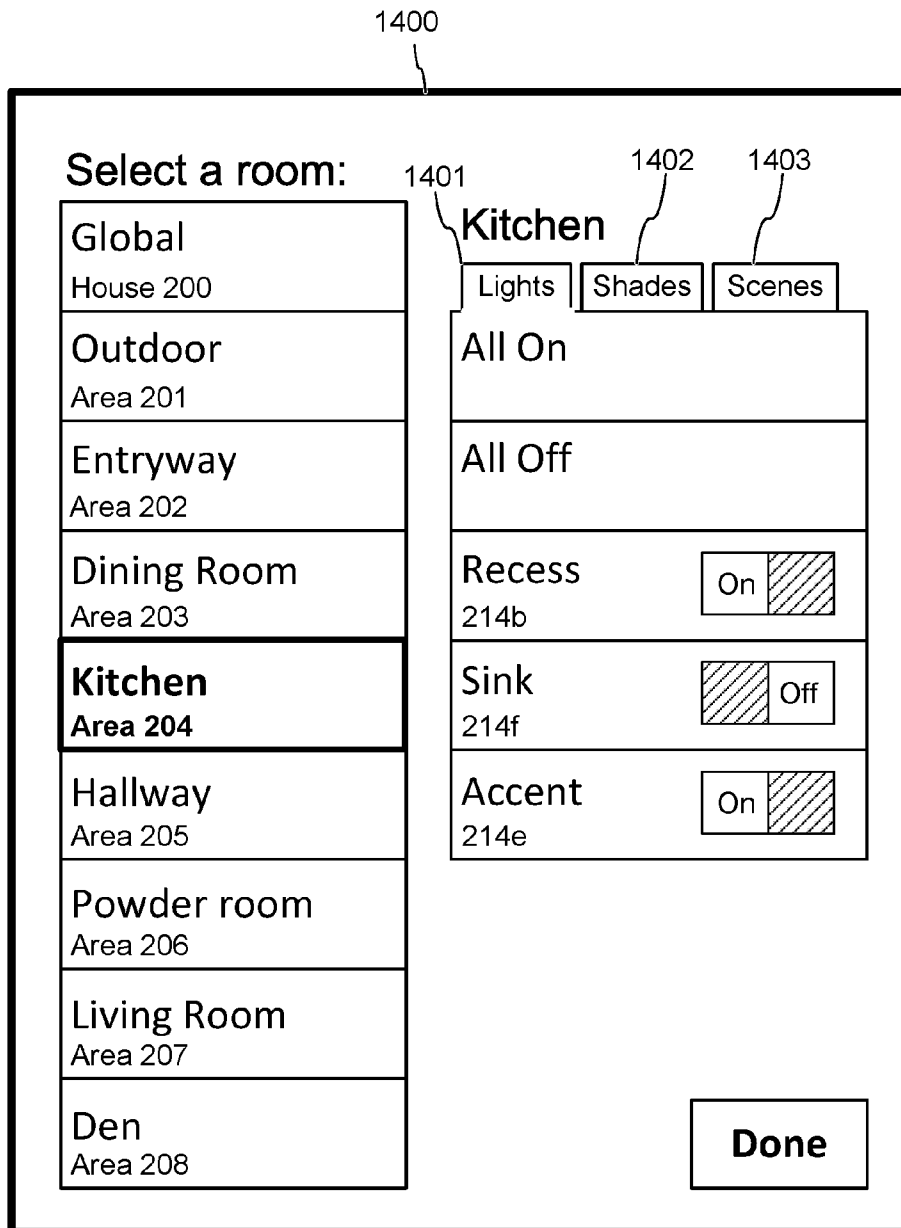 1400
Select a room:
1401
1402
1403
Global
House 200
Outdoor
Area 201
Entryway
Area 202
Dining Room
Area 203
Kitchen
Area 204
Hallway
Area 205
Powder room
Area 206
Living Room
Area 207
Den
Area 208
Kitchen
Lights Shades Scenes
All On
All Off
Recess
214b
On
Sink
214f
Off
Accent
214e
On
Done